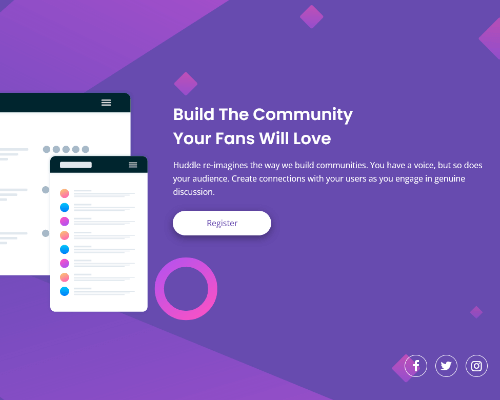 Build The Community
Your Fans Will Love
Huddle re-imagines the way we build communities. You have a voice, but so does
your audience. Create connections with your users as you engage in genuine
discussion.
Register